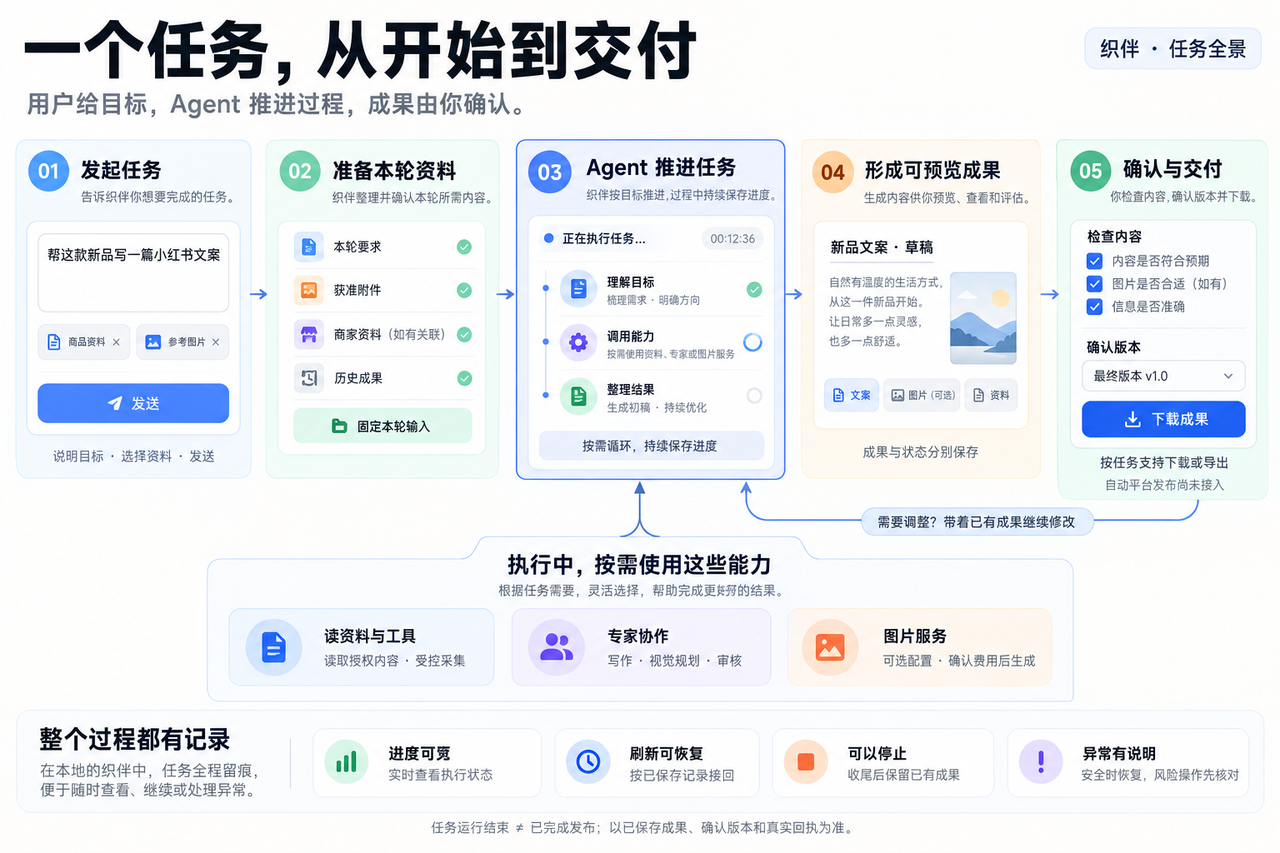 一个任务，从开始到交付
织伴 · 任务全景
用户给目标，Agent 推进过程，成果由你确认。
01 发起任务
告诉织伴你想要完成的任务。
帮这款新品写一篇小红书文案
商品资料 ×
参考图片 ×
发送
说明目标 · 选择资料 · 发送
02 准备本轮资料
织伴整理并确认本轮所需内容。
本轮要求
获准附件
商家资料（如有关联）
历史成果
固定本轮输入
03 Agent 推进任务
织伴按目标推进,过程中持续保存进度。
正在执行任务... 00:12:36
理解目标
梳理需求 · 明确方向
调用能力
按需使用资料、专家或图片服务
整理结果
生成初稿 · 持续优化
按需循环，持续保存进度
04 形成可预览成果
生成内容供你预览、查看和评估。
新品文案 · 草稿
自然有温度的生活方式，
从这一件新品开始。
让日常多一点灵感，
也多一点舒适。
文案
图片 (可选)
资料
成果与状态分别保存
05 确认与交付
你检查内容,确认版本并下载。
检查内容
内容是否符合预期
图片是否合适（如有）
信息是否准确
确认版本
最终版本 v1.0
下载成果
按任务支持下载或导出
自动平台发布尚未接入
需要调整？带着已有成果继续修改
执行中，按需使用这些能力
根据任务需要，灵活选择，帮助完成更的结果。
读资料与工具
读取授权内容 · 受控采集
专家协作
写作 · 视觉规划 · 审核
图片服务
可选配置 · 确认费用后生成
整个过程都有记录
在本地的织伴中，任务全程留痕，
便于随时查看、继续或处理异常。
进度可
实时查看执行状态
刷新可恢复
按已保存记录接回
可以停止
收尾后保留已有成果
异常有说明
安全时恢复，风险操作先核对
任务运行结束 ≠ 已完成发布；以已保存成果、确认版本和真实回执为准。